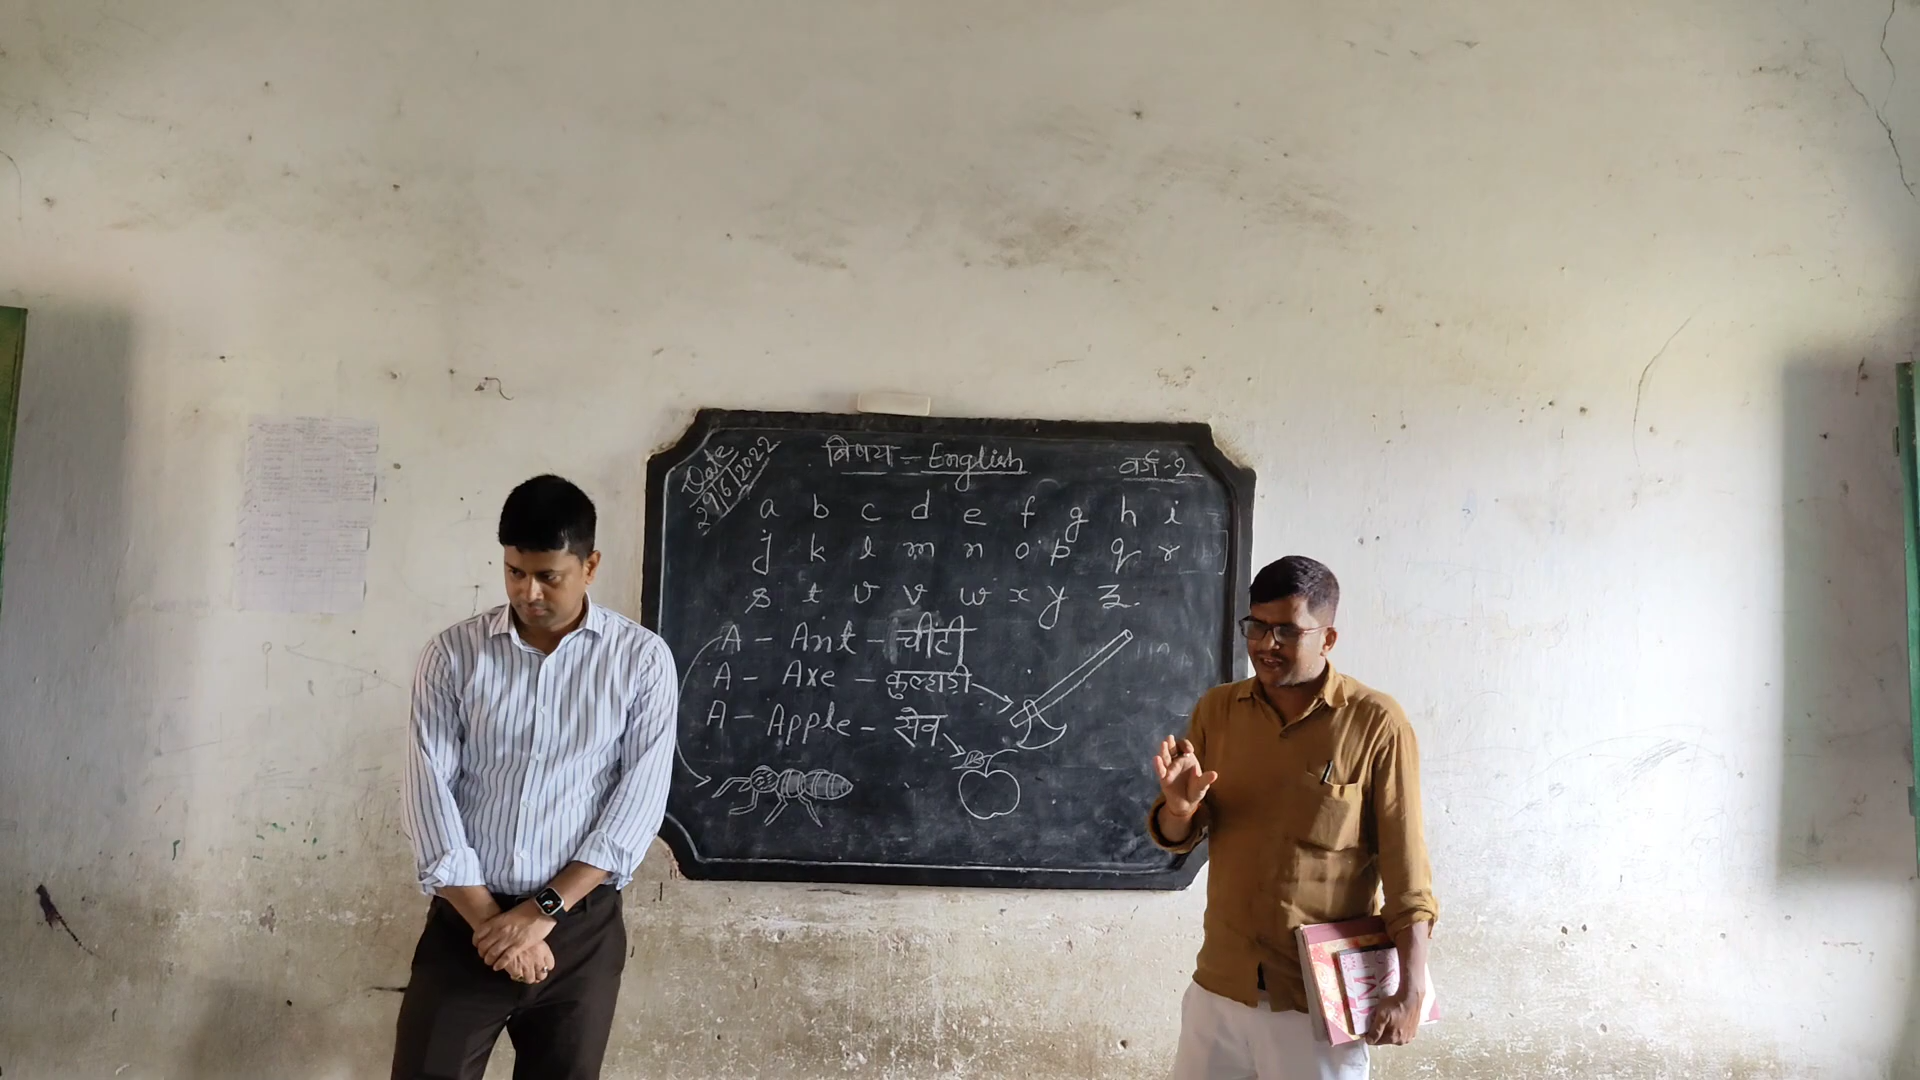 Date
29/6/2022
विषय - English
वर्ग-2
a b c d e f g h i
j k l m n o p q r
s t u v w x y z.
A - Ant - चींटी
A - Axe - कुल्हाड़ी
A - Apple - सेव